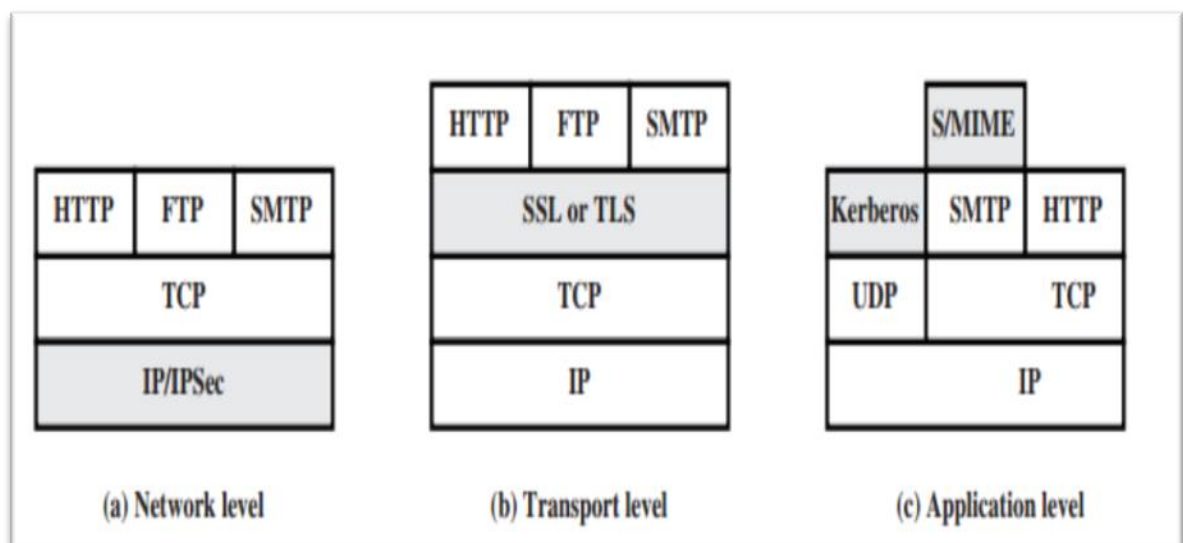 HTTP FTP SMTP
TCP
IP/IPSec
(a) Network level
HTTP FTP SMTP
SSL or TLS
TCP
IP
(b) Transport level
S/MIME
Kerberos SMTP HTTP
UDP TCP
IP
(c) Application level